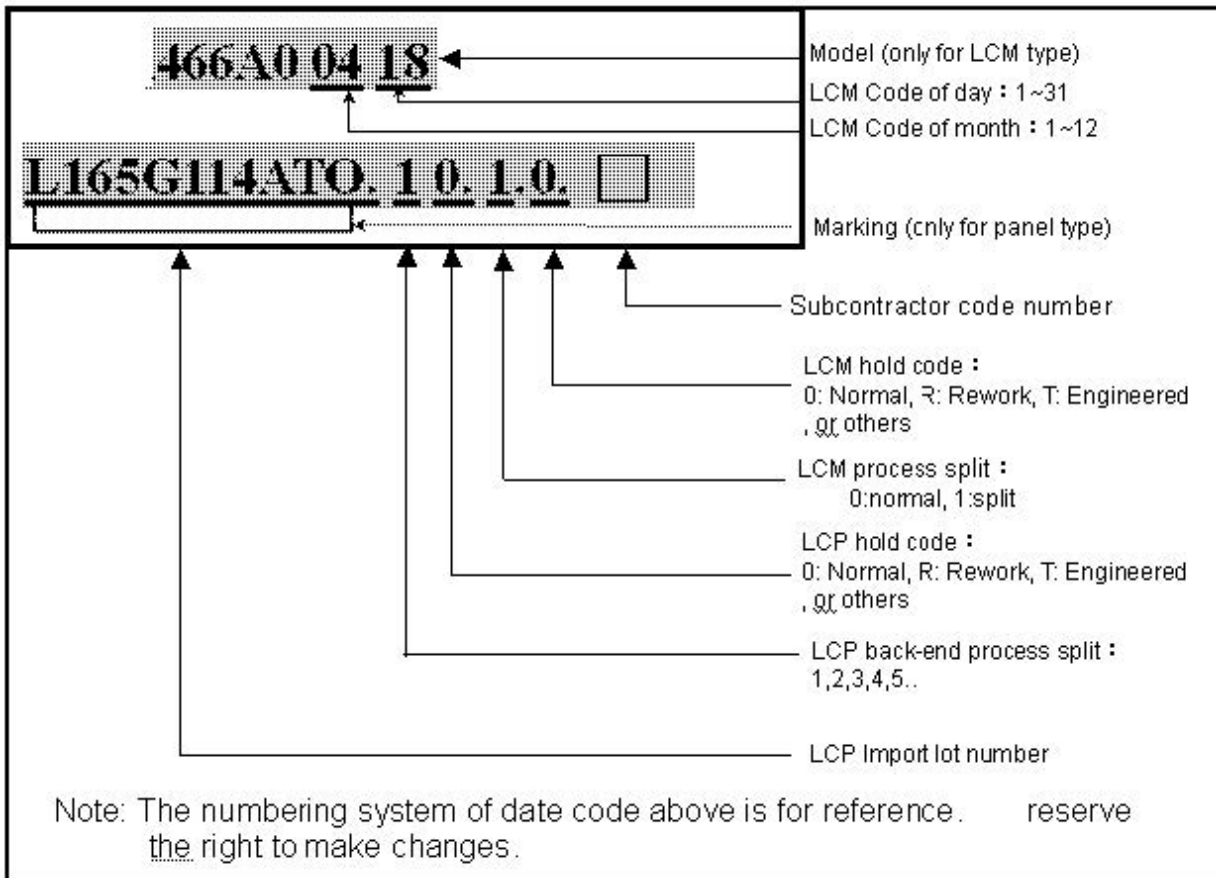 .466A0 04 18
Model (only for LCM type)
LCM Code of day：1~31
LCM Code of month：1~12
L165G114ATO. 1 0. 1. 0. □
Marking (cnly for panel type)
Subcontractor code number
LCM hold code：
0: Normal, R: Rework, T: Engineered
, or others
LCM process split：
0:normal, 1:split
LCP hold code：
0: Normal, R: Rework, T: Engineered
, or others
LCP back-end process split：
1,2,3,4,5..
LCP Import lot number
Note: The numbering system of date code above is for reference. reserve
the right to make changes.